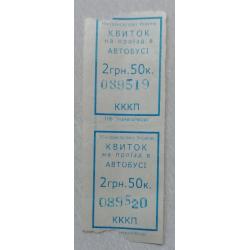 КВИТОК
на проїзд в
АВТОБУСІ
2грн.50к.
089519
КККП
КВИТОК
на проїзд в
АВТОБУСІ
2грн.50к.
089520
КККП